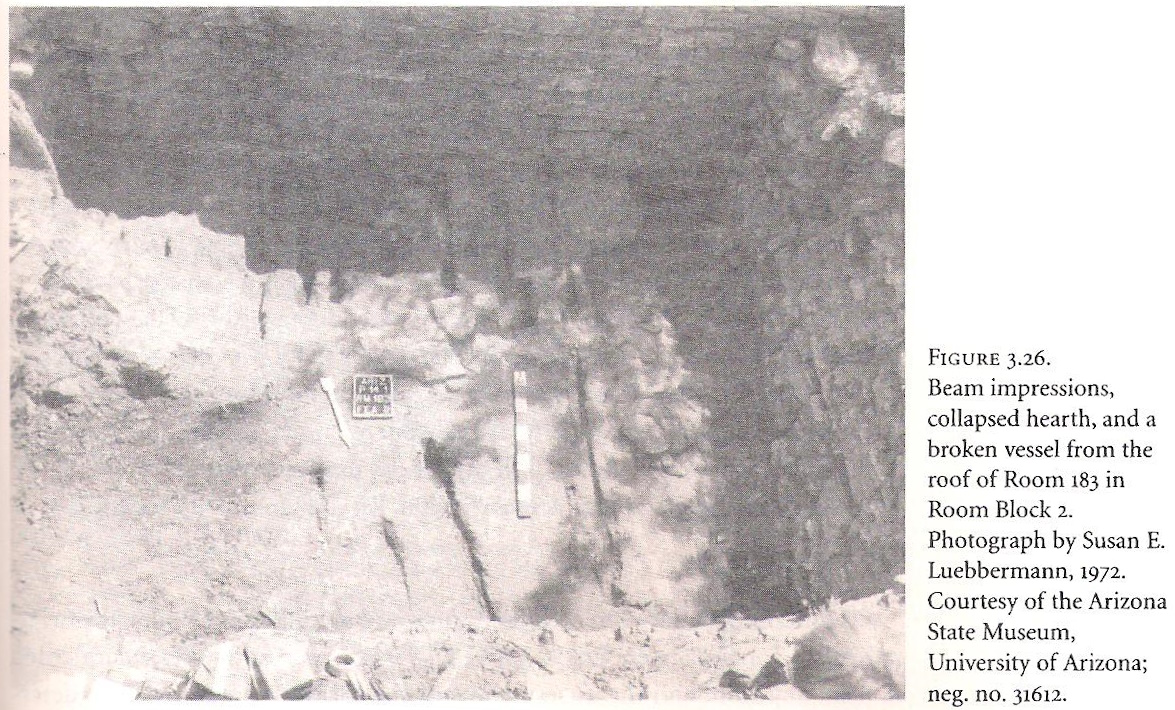 FIGURE 3.26.
Beam impressions,
collapsed hearth, and a
broken vessel from the
roof of Room 183 in
Room Block 2.
Photograph by Susan E.
Luebbermann, 1972.
Courtesy of the Arizona
State Museum,
University of Arizona;
neg. no. 31612.